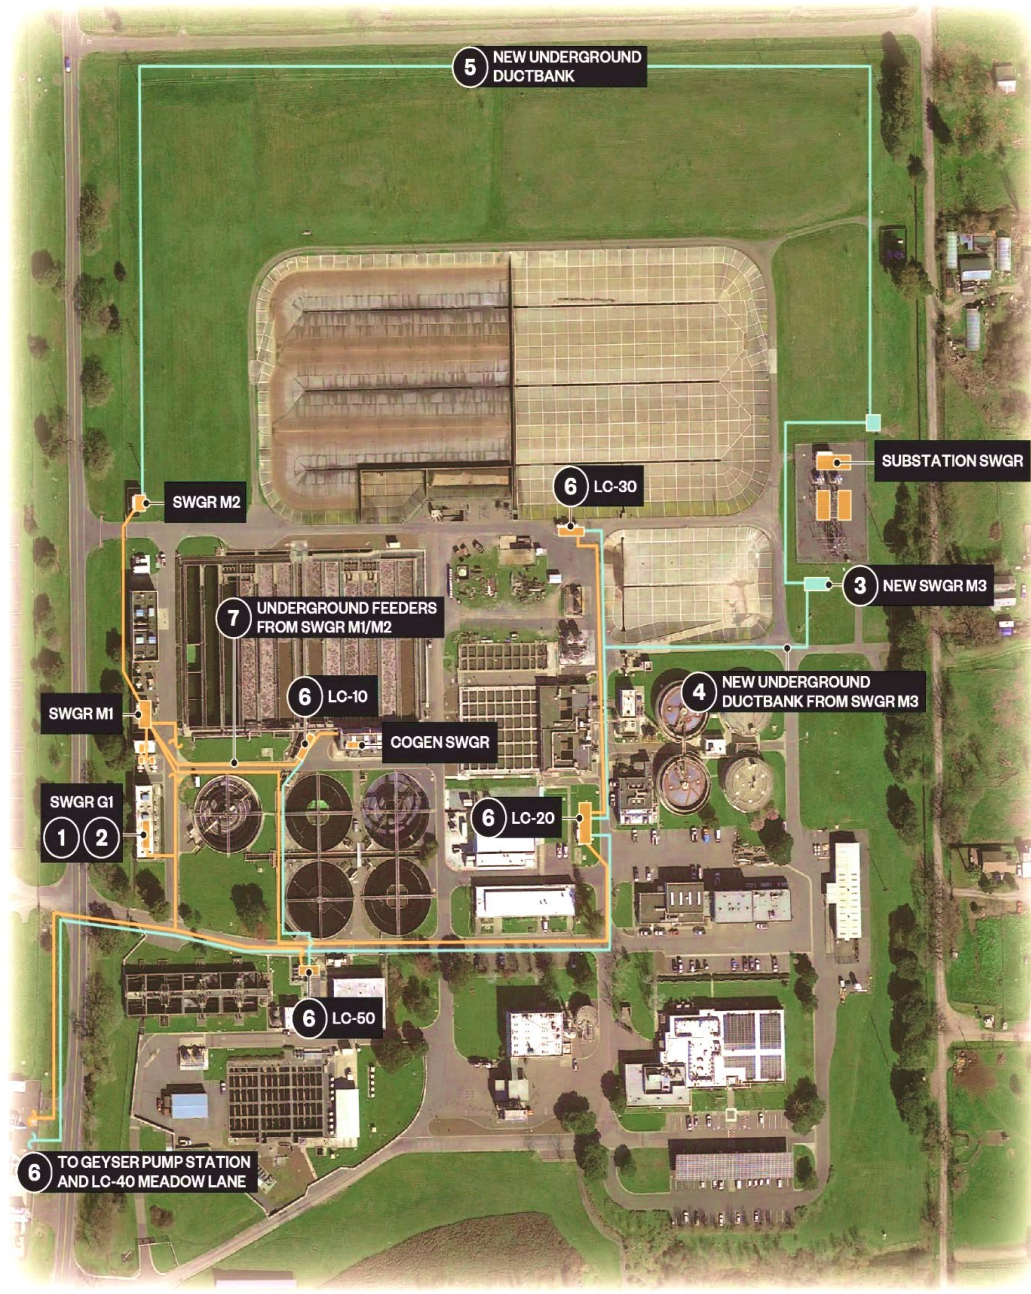 5 NEW UNDERGROUND
DUCTBANK
SUBSTATION SWGR
SWGR M2
6 LC-30
3 NEW SWGR M3
7 UNDERGROUND FEEDERS
FROM SWGR M1/M2
6 LC-10
4 NEW UNDERGROUND
DUCTBANK FROM SWGR M3
SWGR M1
COGEN SWGR
SWGR G1
1 2
6 LC-20
6 LC-50
6 TO GEYSER PUMP STATION
AND LC-40 MEADOW LANE